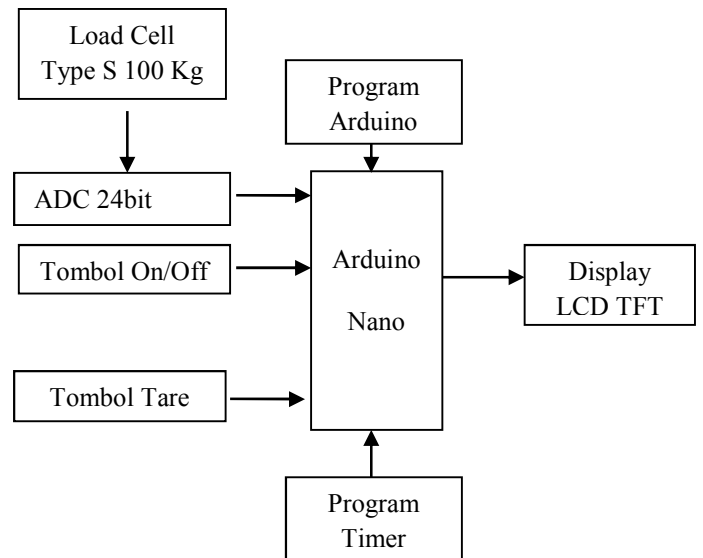 Load Cell
Type S 100 Kg
Program
Arduino
ADC 24bit
Tombol On/Off
Arduino
Nano
Display
LCD TFT
Tombol Tare
Program
Timer